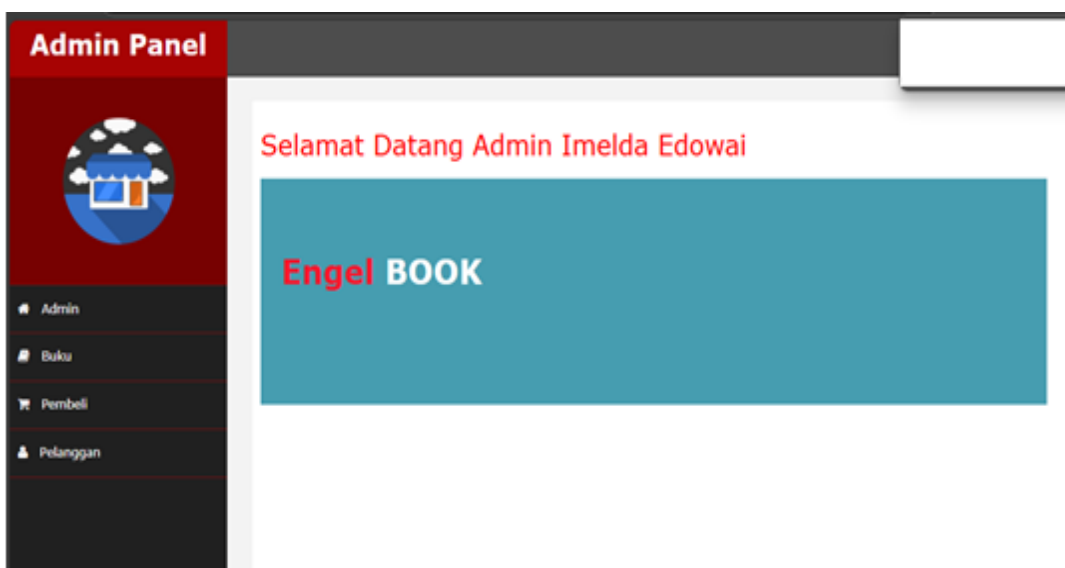 Admin Panel
Selamat Datang Admin Imelda Edowai
Engel BOOK
Admin
Buku
Pembeli
Pelanggan